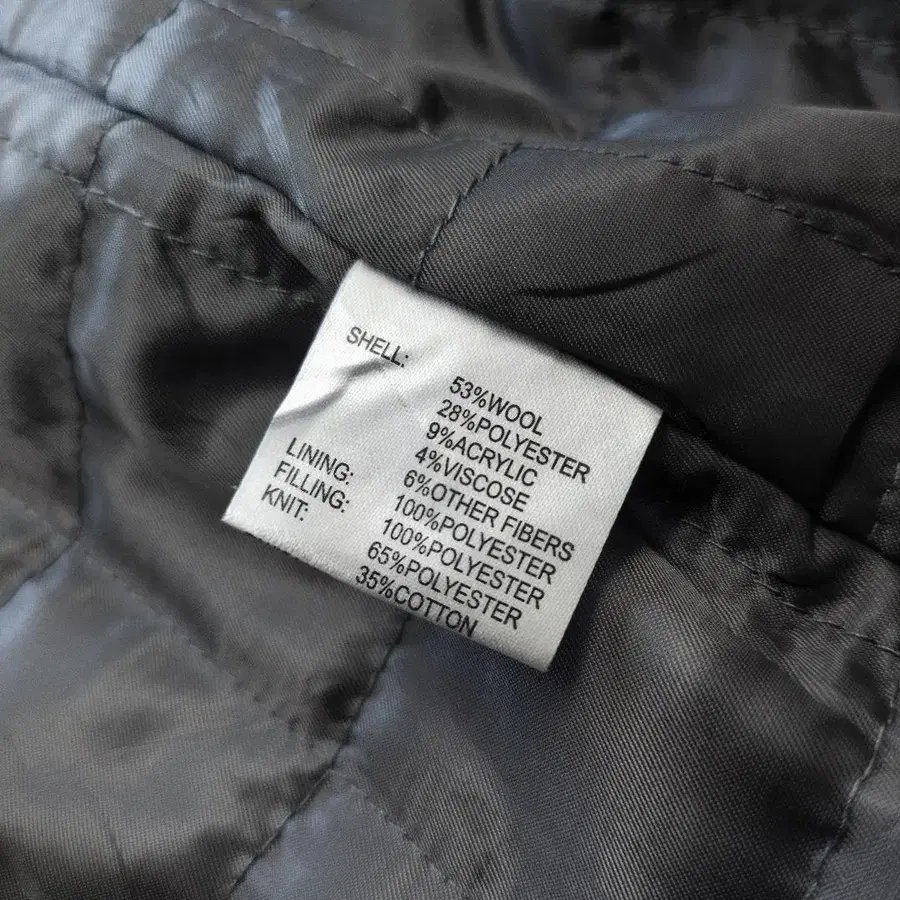 SHELL:
53%WOOL
28%POLYESTER
9%ACRYLIC
4%VISCOSE
6%OTHER FIBERS
LINING: 100%POLYESTER
FILLING: 100%POLYESTER
KNIT: 65%POLYESTER
35%COTTON